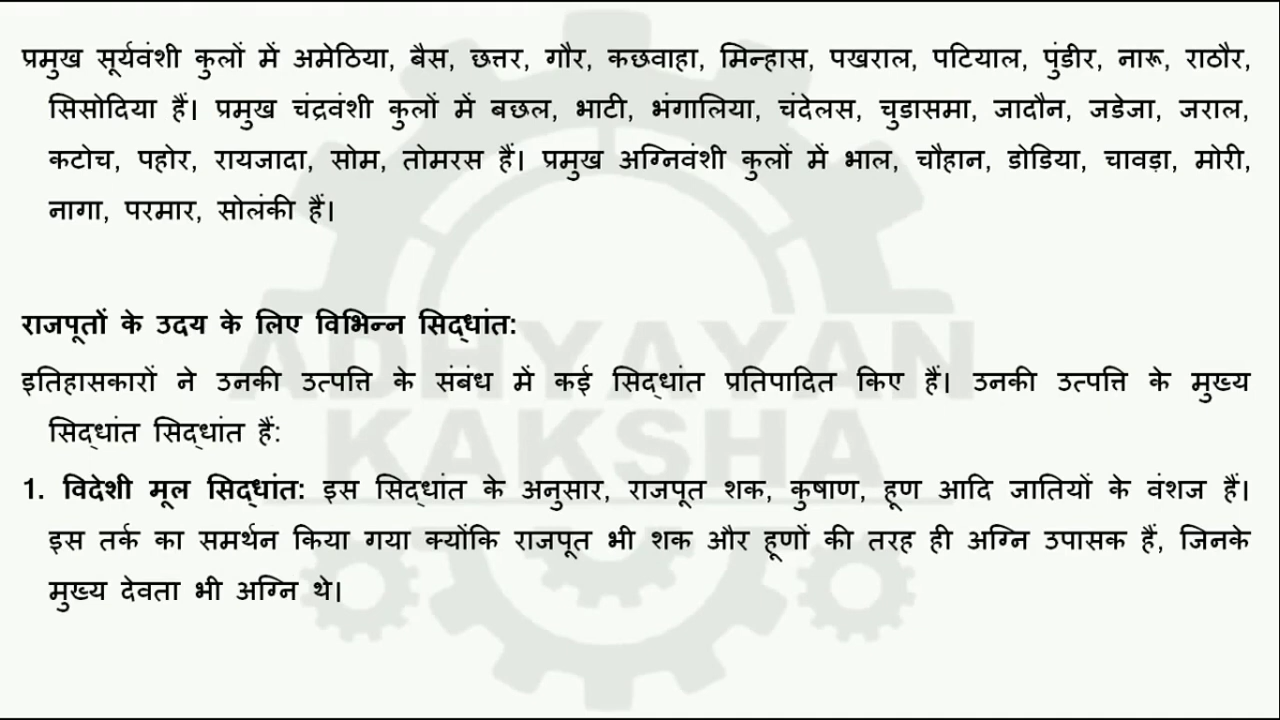 प्रमुख सूर्यवंशी कुलों में अमेठिया, बैस, छत्तर, गौर, कछवाहा, मिन्हास, पखराल, पटियाल, पुंडीर, नारू, राठौर,
सिसोदिया हैं। प्रमुख चंद्रवंशी कुलों में बछल, भाटी, भंगालिया, चंदेलस, चुडासमा, जादौन, जडेजा, जराल,
कटोच, पहोर, रायजादा, सोम, तोमरस हैं। प्रमुख अग्निवंशी कुलों में भाल, चौहान, डोडिया, चावड़ा, मोरी,
नागा, परमार, सोलंकी हैं।
राजपूतों के उदय के लिए विभिन्न सिद्धांत:
इतिहासकारों ने उनकी उत्पत्ति के संबंध में कई सिद्धांत प्रतिपादित किए हैं। उनकी उत्पत्ति के मुख्य
सिद्धांत सिद्धांत हैं:
1. विदेशी मूल सिद्धांत: इस सिद्धांत के अनुसार, राजपूत शक, कुषाण, हूण आदि जातियों के वंशज हैं।
इस तर्क का समर्थन किया गया क्योंकि राजपूत भी शक और हूणों की तरह ही अग्नि उपासक हैं, जिनके
मुख्य देवता भी अग्नि थे।
ADHYAYAN
KAKSHA